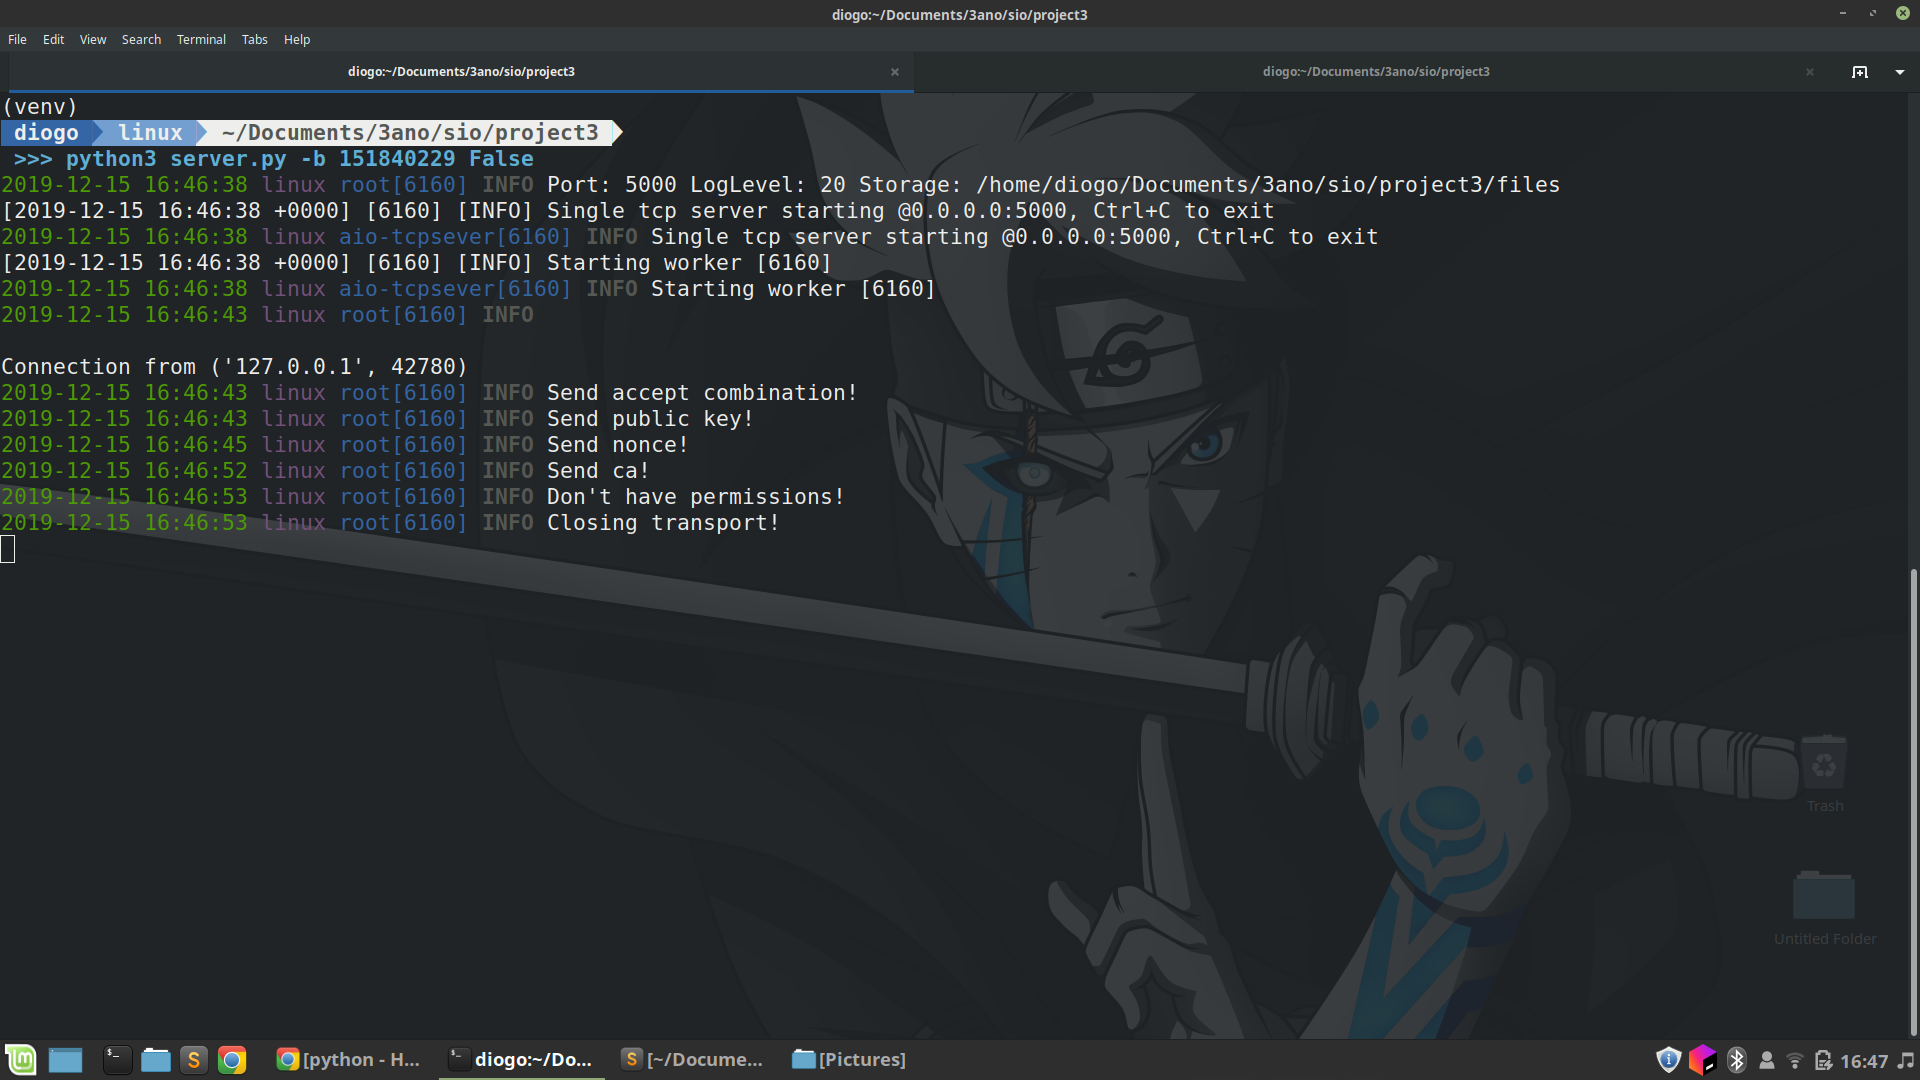 diogo:~/Documents/3ano/sio/project3
File Edit View Search Terminal Tabs Help
diogo:~/Documents/3ano/sio/project3 diogo:~/Documents/3ano/sio/project3
(venv)
diogo linux ~/Documents/3ano/sio/project3
>>> python3 server.py -b 151840229 False
2019-12-15 16:46:38 linux root[6160] INFO Port: 5000 LogLevel: 20 Storage: /home/diogo/Documents/3ano/sio/project3/files
[2019-12-15 16:46:38 +0000] [6160] [INFO] Single tcp server starting @0.0.0.0:5000, Ctrl+C to exit
2019-12-15 16:46:38 linux aio-tcpsever[6160] INFO Single tcp server starting @0.0.0.0:5000, Ctrl+C to exit
[2019-12-15 16:46:38 +0000] [6160] [INFO] Starting worker [6160]
2019-12-15 16:46:38 linux aio-tcpsever[6160] INFO Starting worker [6160]
2019-12-15 16:46:43 linux root[6160] INFO
Connection from ('127.0.0.1', 42780)
2019-12-15 16:46:43 linux root[6160] INFO Send accept combination!
2019-12-15 16:46:43 linux root[6160] INFO Send public key!
2019-12-15 16:46:45 linux root[6160] INFO Send nonce!
2019-12-15 16:46:52 linux root[6160] INFO Send ca!
2019-12-15 16:46:53 linux root[6160] INFO Don't have permissions!
2019-12-15 16:46:53 linux root[6160] INFO Closing transport!
Trash
Untitled Folder
[python - H... diogo:~/Do... [~/Docume... [Pictures] 16:47